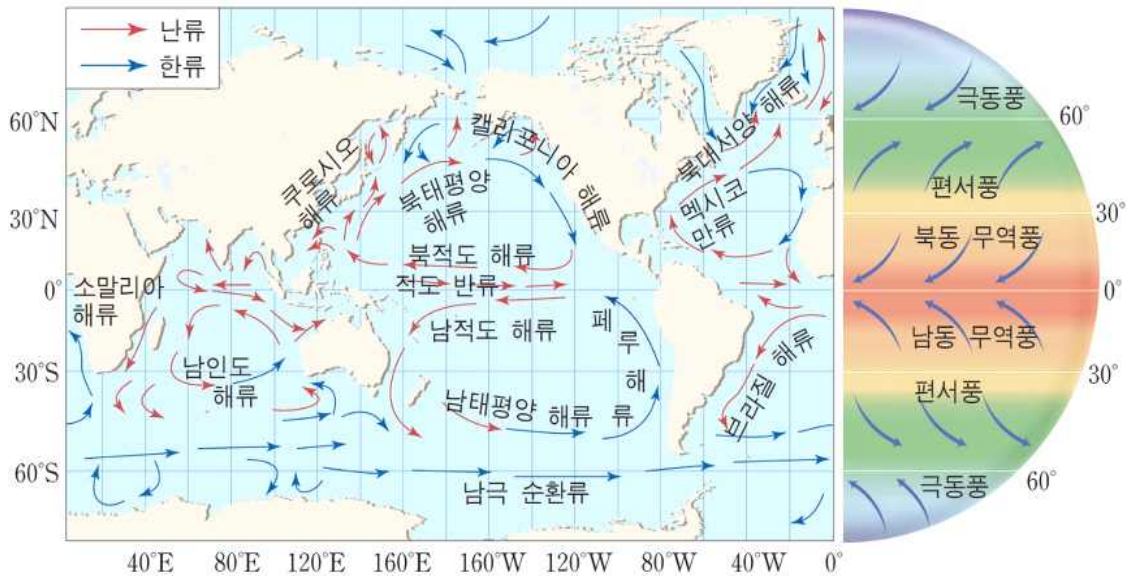 난류
한류
60°N
30°N
0°
30°S
60°S
40°E
80°E
120°E
160°E
160°W
120°W
80°W
40°W
0°
쿠로시오
해류
북태평양
해류
캘리포니아 해류
북대서양 해류
멕시코
만류
북적도 해류
적도 반류
소말리아
해류
남적도 해류
페루 해류
남인도
해류
남태평양 해류
브라질 해류
남극 순환류
극동풍
60°
편서풍
30°
북동 무역풍
0°
남동 무역풍
30°
편서풍
극동풍
60°